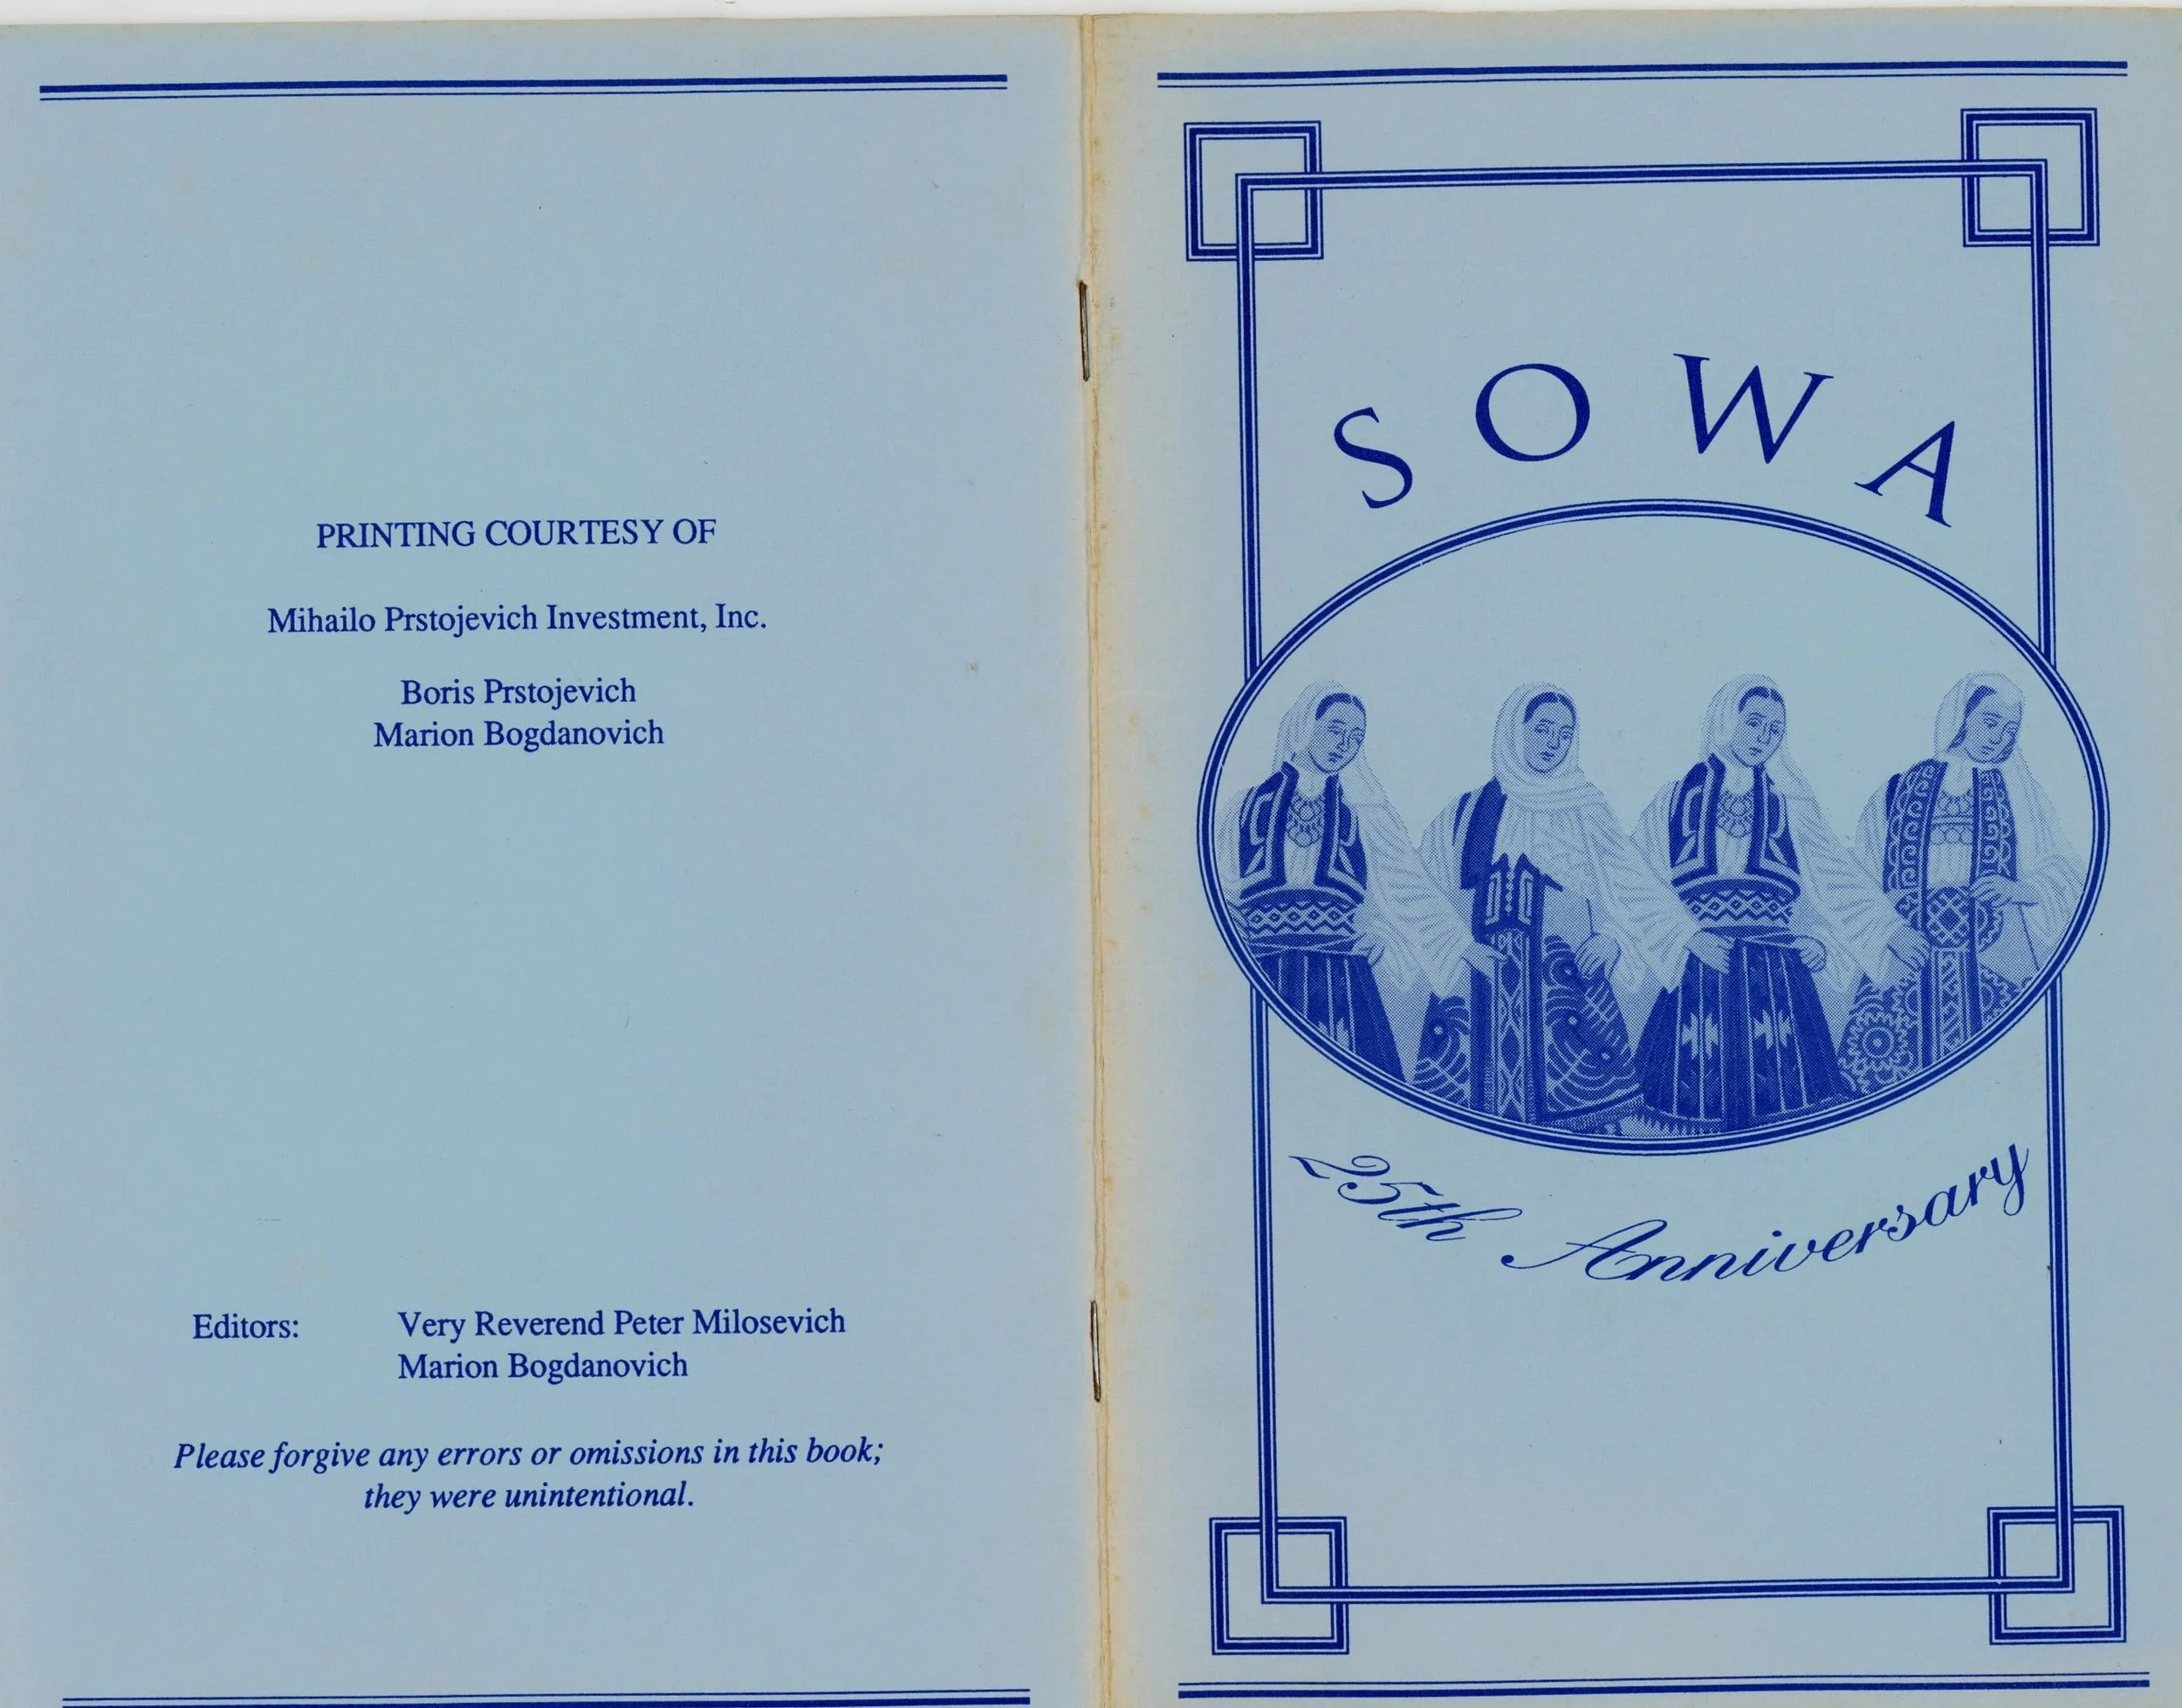 PRINTING COURTESY OF
Mihailo Prstojevich Investment, Inc.
Boris Prstojevich
Marion Bogdanovich
Editors: Very Reverend Peter Milosevich
Marion Bogdanovich
Please forgive any errors or omissions in this book;
they were unintentional.
SOWA
25th Anniversary